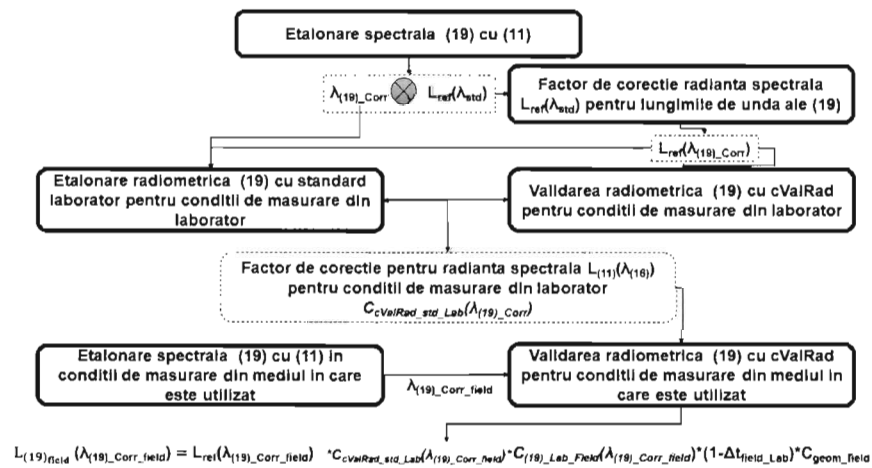 Etalonare spectrala (19) cu (11)
λ(19)_Corr ⊗ Lref(λstd)
Factor de corectie radianta spectrala
Lref(λstd) pentru lungimile de unda ale (19)
Lref(λ(19)_Corr)
Etalonare radiometrica (19) cu standard
laborator pentru conditii de masurare din
laborator
Validarea radiometrica (19) cu cValRad
pentru conditii de masurare din laborator
Factor de corectie pentru radianta spectrala L(11)(λ(16))
pentru conditii de masurare din laborator
CcValRad_std_Lab(λ(19)_Corr)
Etalonare spectrala (19) cu (11) in
conditii de masurare din mediul in care
este utilizat
λ(19)_Corr_field
Validarea radiometrica (19) cu cValRad
pentru conditii de masurare din mediul in
care este utilizat
L(19)field (λ(19)_Corr_field) = Lref(λ(19)_Corr_field) *CcValRad_std_Lab(λ(19)_Corr_field)*C(19)_Lab_Field(λ(19)_Corr_field)*(1-Δtfield_Lab)*Cgeom_field